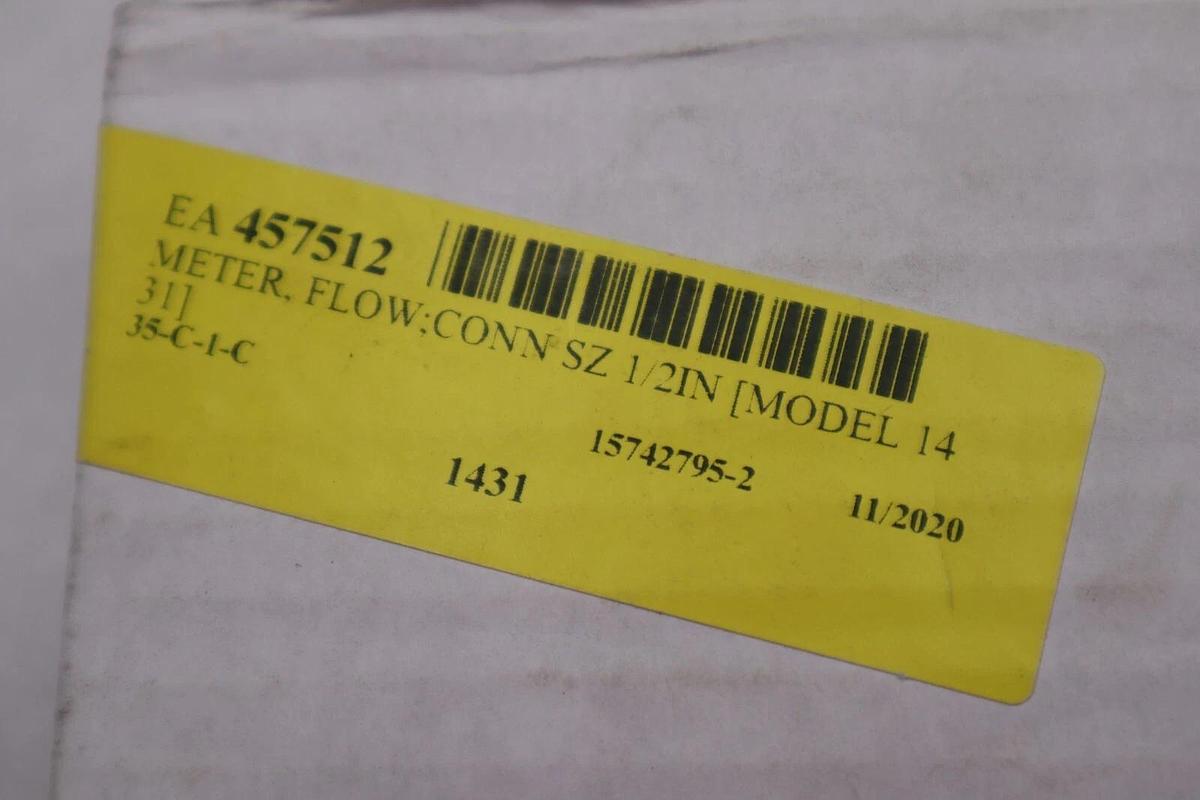 EA 457512
METER, FLOW;CONN SZ 1/2IN [MODEL 14
31]
35-C-1-C
15742795-2
1431
11/2020